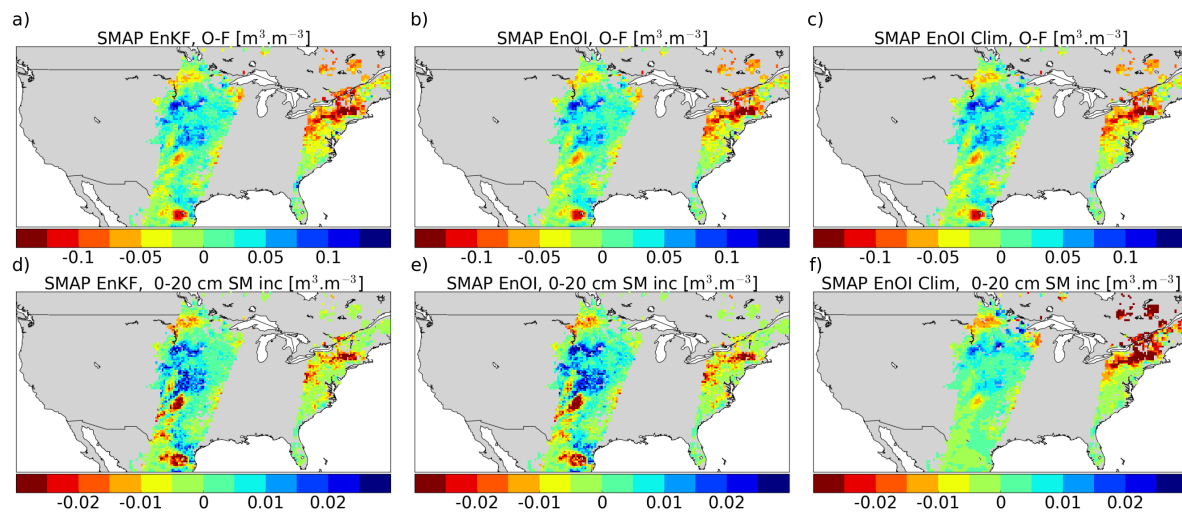 a) b) c)
SMAP EnKF, O-F [m³.m⁻³] SMAP EnOI, O-F [m³.m⁻³] SMAP EnOI Clim, O-F [m³.m⁻³]
-0.1 -0.05 0 0.05 0.1 -0.1 -0.05 0 0.05 0.1 -0.1 -0.05 0 0.05 0.1
d) e) f)
SMAP EnKF, 0-20 cm SM inc [m³.m⁻³] SMAP EnOI, 0-20 cm SM inc [m³.m⁻³] SMAP EnOI Clim, 0-20 cm SM inc [m³.m⁻³]
-0.02 -0.01 0 0.01 0.02 -0.02 -0.01 0 0.01 0.02 -0.02 -0.01 0 0.01 0.02